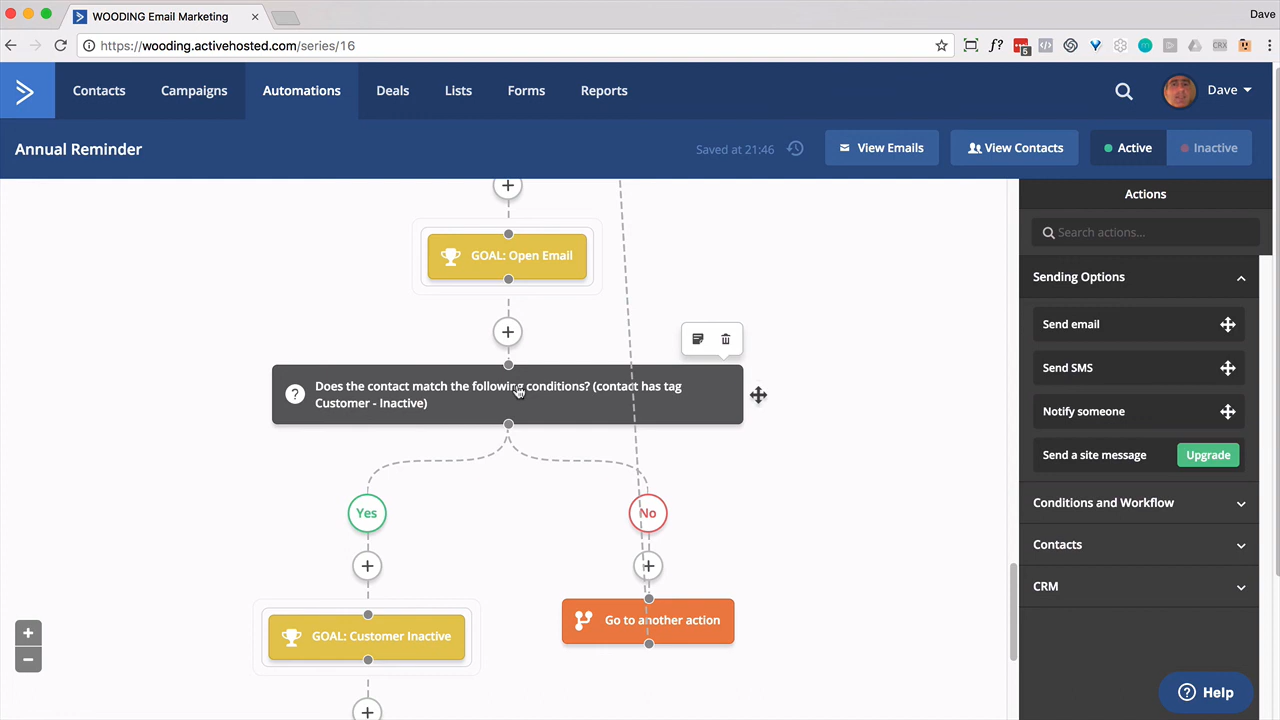 WOODING Email Marketing
Dave
https://wooding.activehosted.com/series/16
f?
5
CRX
Contacts
Campaigns
Automations
Deals
Lists
Forms
Reports
Dave
Annual Reminder
Saved at 21:46
View Emails
View Contacts
Active
Inactive
Actions
Search actions...
Sending Options
Send email
Send SMS
Notify someone
Send a site message
Upgrade
Conditions and Workflow
Contacts
CRM
GOAL: Open Email
Does the contact match the following conditions? (contact has tag
Customer - Inactive)
Yes
No
GOAL: Customer Inactive
Go to another action
Help